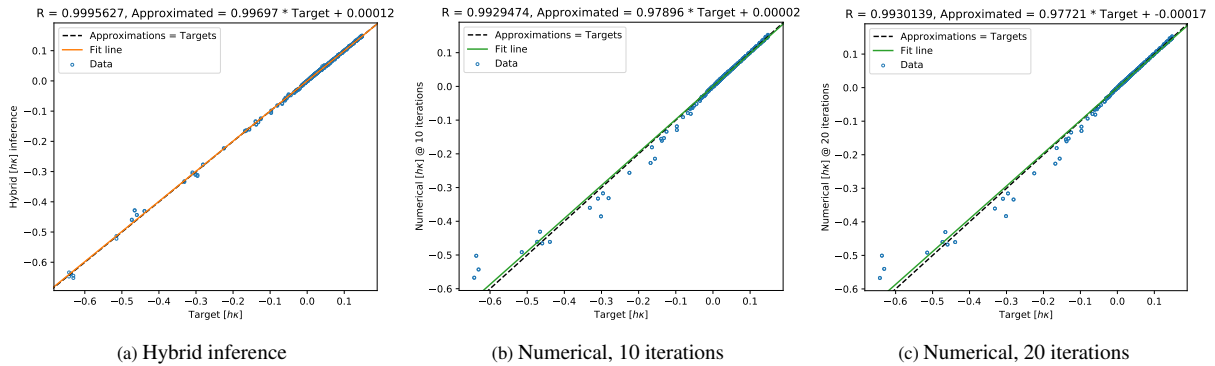 R = 0.9995627, Approximated = 0.99697 * Target + 0.00012
Approximations = Targets
Fit line
Data
0.1
0.0
−0.1
−0.2
−0.3
−0.4
−0.5
−0.6
Hybrid [hκ] inference
−0.6 −0.5 −0.4 −0.3 −0.2 −0.1 0.0 0.1
Target [hκ]
(a) Hybrid inference
R = 0.9929474, Approximated = 0.97896 * Target + 0.00002
Approximations = Targets
Fit line
Data
0.1
0.0
−0.1
−0.2
−0.3
−0.4
−0.5
−0.6
Numerical [hκ] @ 10 iterations
−0.6 −0.5 −0.4 −0.3 −0.2 −0.1 0.0 0.1
Target [hκ]
(b) Numerical, 10 iterations
R = 0.9930139, Approximated = 0.97721 * Target + -0.00017
Approximations = Targets
Fit line
Data
0.1
0.0
−0.1
−0.2
−0.3
−0.4
−0.5
−0.6
Numerical [hκ] @ 20 iterations
−0.6 −0.5 −0.4 −0.3 −0.2 −0.1 0.0 0.1
Target [hκ]
(c) Numerical, 20 iterations